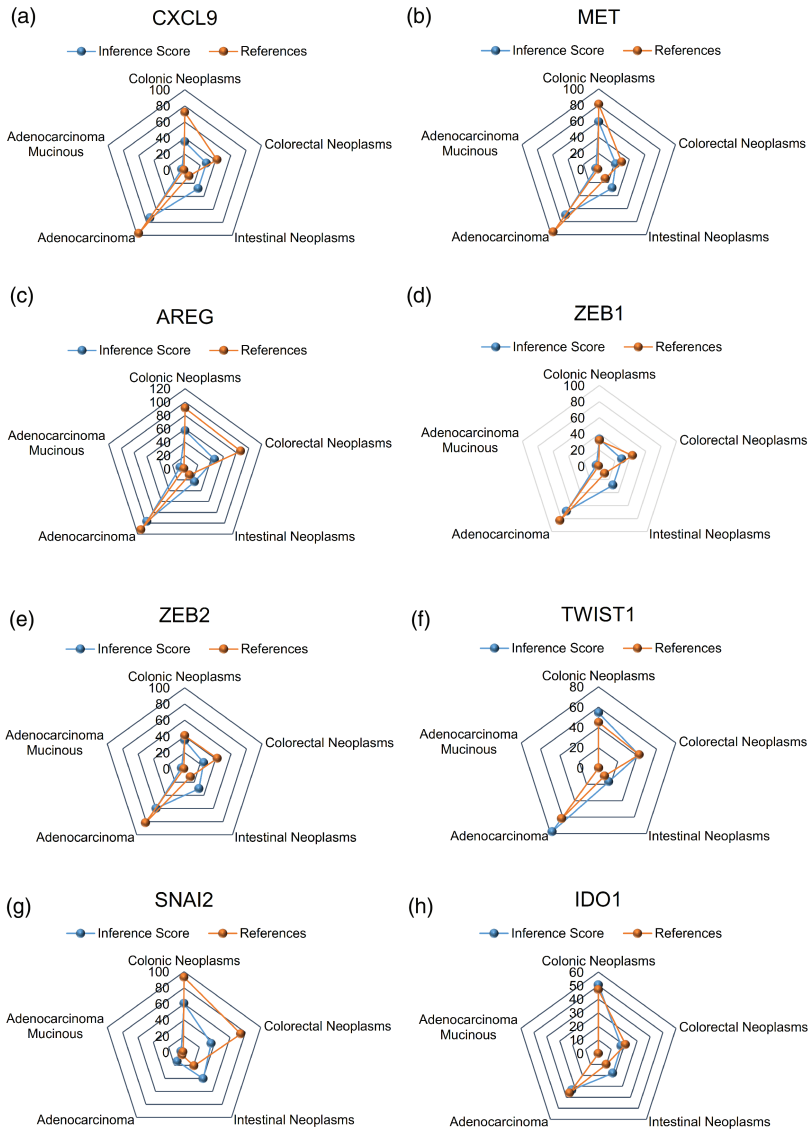 (a)
CXCL9
Inference Score References
Colonic Neoplasms
100
80
60
40
20
0
Colorectal Neoplasms
Intestinal Neoplasms
Adenocarcinoma
Adenocarcinoma
Mucinous
(b)
MET
Inference Score References
Colonic Neoplasms
100
80
60
40
20
0
Colorectal Neoplasms
Intestinal Neoplasms
Adenocarcinoma
Adenocarcinoma
Mucinous
(c)
AREG
Inference Score References
Colonic Neoplasms
120
100
80
60
40
20
0
Colorectal Neoplasms
Intestinal Neoplasms
Adenocarcinoma
Adenocarcinoma
Mucinous
(d)
ZEB1
Inference Score References
Colonic Neoplasms
100
80
60
40
20
0
Colorectal Neoplasms
Intestinal Neoplasms
Adenocarcinoma
Adenocarcinoma
Mucinous
(e)
ZEB2
Inference Score References
Colonic Neoplasms
100
80
60
40
20
0
Colorectal Neoplasms
Intestinal Neoplasms
Adenocarcinoma
Adenocarcinoma
Mucinous
(f)
TWIST1
Inference Score References
Colonic Neoplasms
80
60
40
20
0
Colorectal Neoplasms
Intestinal Neoplasms
Adenocarcinoma
Adenocarcinoma
Mucinous
(g)
SNAI2
Inference Score References
Colonic Neoplasms
100
80
60
40
20
0
Colorectal Neoplasms
Intestinal Neoplasms
Adenocarcinoma
Adenocarcinoma
Mucinous
(h)
IDO1
Inference Score References
Colonic Neoplasms
60
50
40
30
20
10
0
Colorectal Neoplasms
Intestinal Neoplasms
Adenocarcinoma
Adenocarcinoma
Mucinous